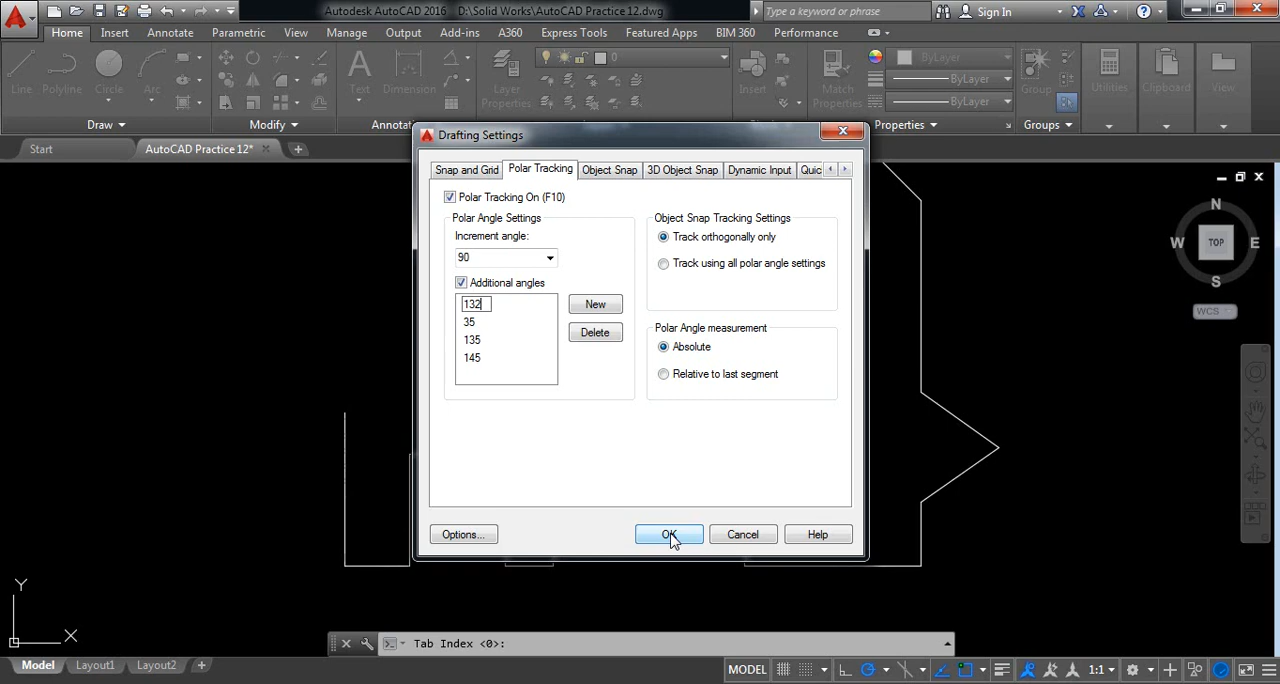 Autodesk AutoCAD 2016 D:\Solid Works\AutoCAD Practice 12.dwg
Type a keyword or phrase
Sign In
Home Insert Annotate Parametric View Manage Output Add-ins A360 Express Tools Featured Apps BIM 360 Performance
Line Polyline Circle Arc
Text Dimension
Layer Properties
0
Insert
Match Properties
ByLayer
ByLayer
ByLayer
Group
Utilities
Clipboard
View
Draw
Modify
Annotat
Properties
Groups
Start
AutoCAD Practice 12*
Drafting Settings
Snap and Grid Polar Tracking Object Snap 3D Object Snap Dynamic Input Quic
Polar Tracking On (F10)
Polar Angle Settings
Increment angle:
90
Additional angles
132
35
135
145
New
Delete
Object Snap Tracking Settings
Track orthogonally only
Track using all polar angle settings
Polar Angle measurement
Absolute
Relative to last segment
Options...
OK
Cancel
Help
N
W TOP E
S
WCS
Y
X
Tab Index <0>:
Model Layout1 Layout2
MODEL
1:1